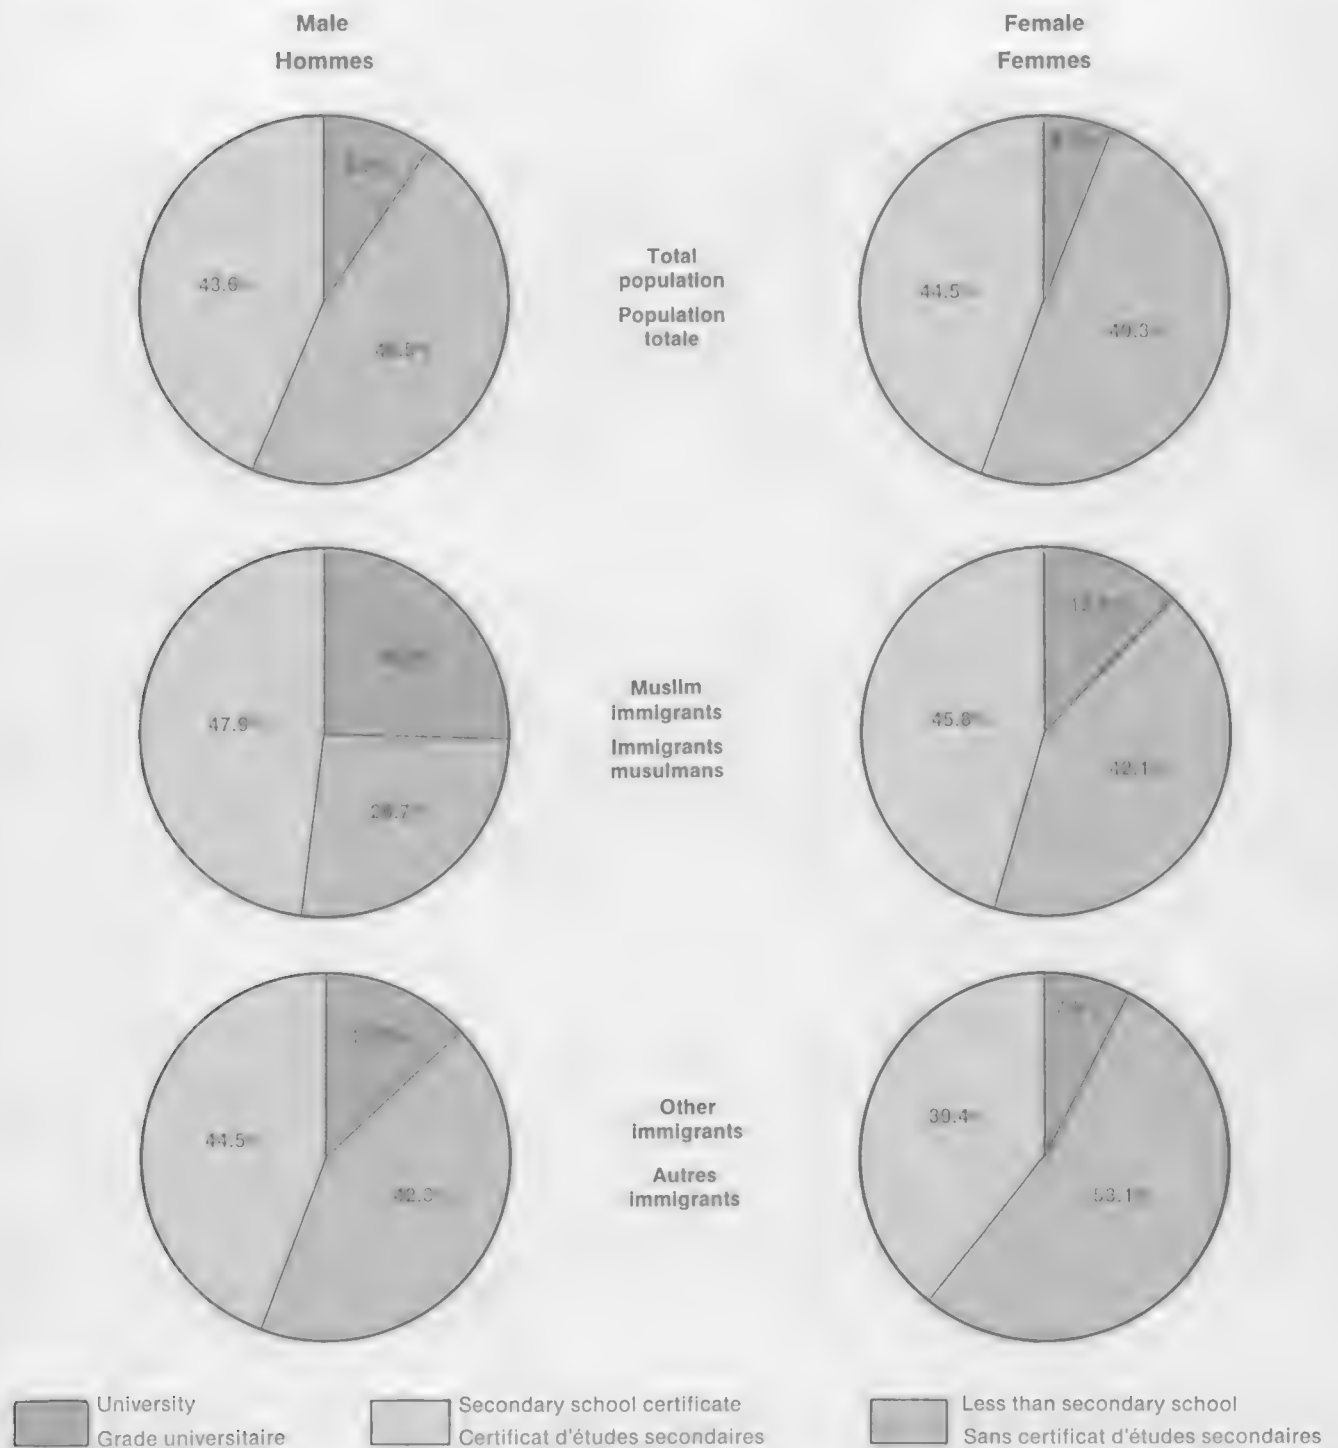 Male
Hommes
Female
Femmes
43.6
Total
population
Population
totale
44.5
49.3
47.9
Muslim
immigrants
Immigrants
musulmans
45.8
42.1
26.7
44.5
Other
immigrants
Autres
immigrants
39.4
53.1
University
Grade universitaire
Secondary school certificate
Certificat d'études secondaires
Less than secondary school
Sans certificat d'études secondaires